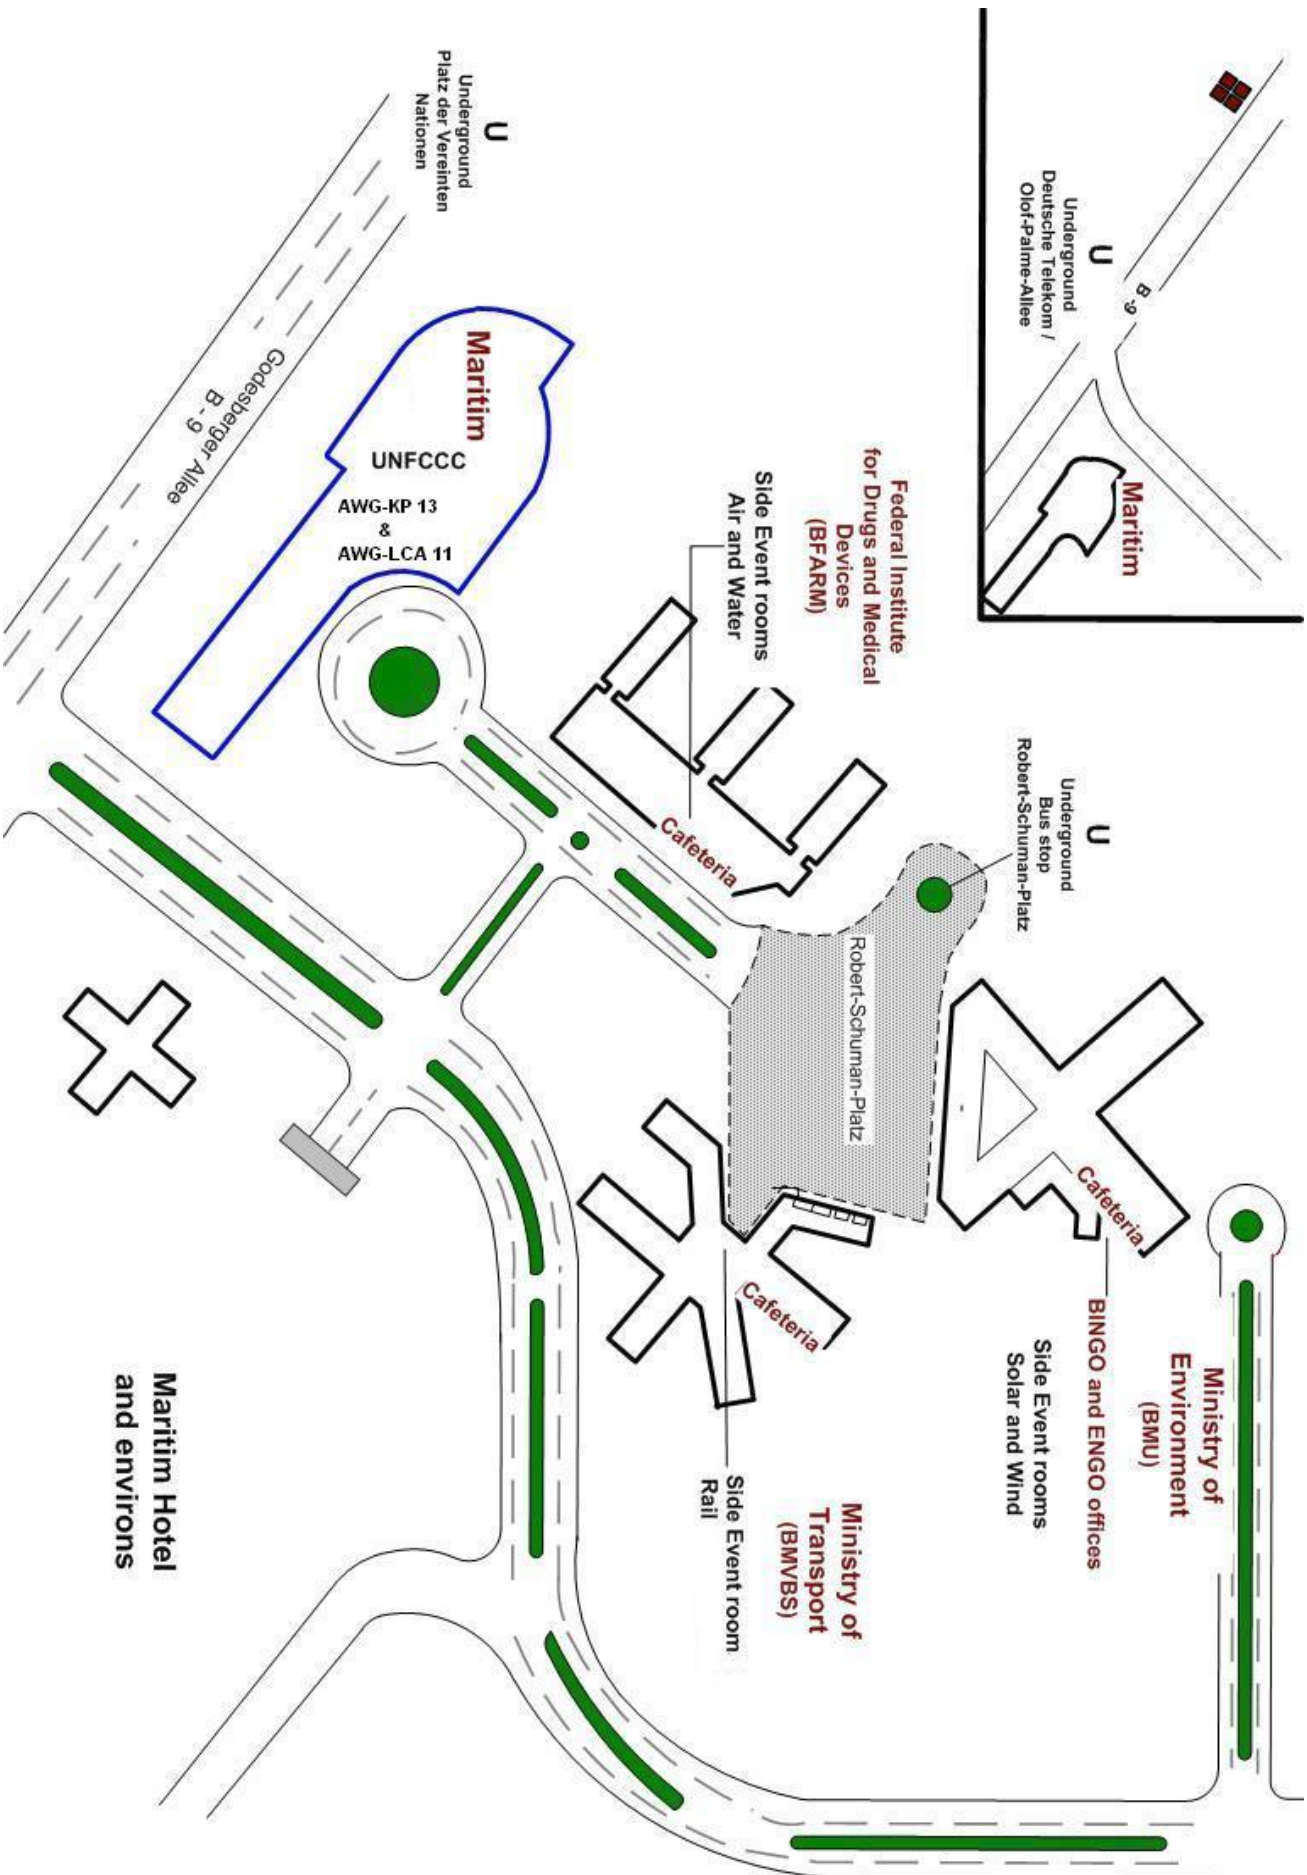 U
Underground
Platz der Vereinten
Nationen
Godesberger Allee
B - 9
Maritim
UNFCCC
AWG-KP 13
&
AWG-LCA 11
U
Underground
Deutsche Telekom /
Olof-Palme-Allee
B-9
Maritim
Federal Institute
for Drugs and Medical
Devices
(BFARM)
Side Event rooms
Air and Water
Cafeteria
U
Underground
Bus stop
Robert-Schuman-Platz
Robert-Schuman-Platz
Cafeteria
Cafeteria
Ministry of
Environment
(BMU)
BINGO and ENGO offices
Side Event rooms
Solar and Wind
Ministry of
Transport
(BMVBS)
Side Event room
Rail
Maritim Hotel
and environs